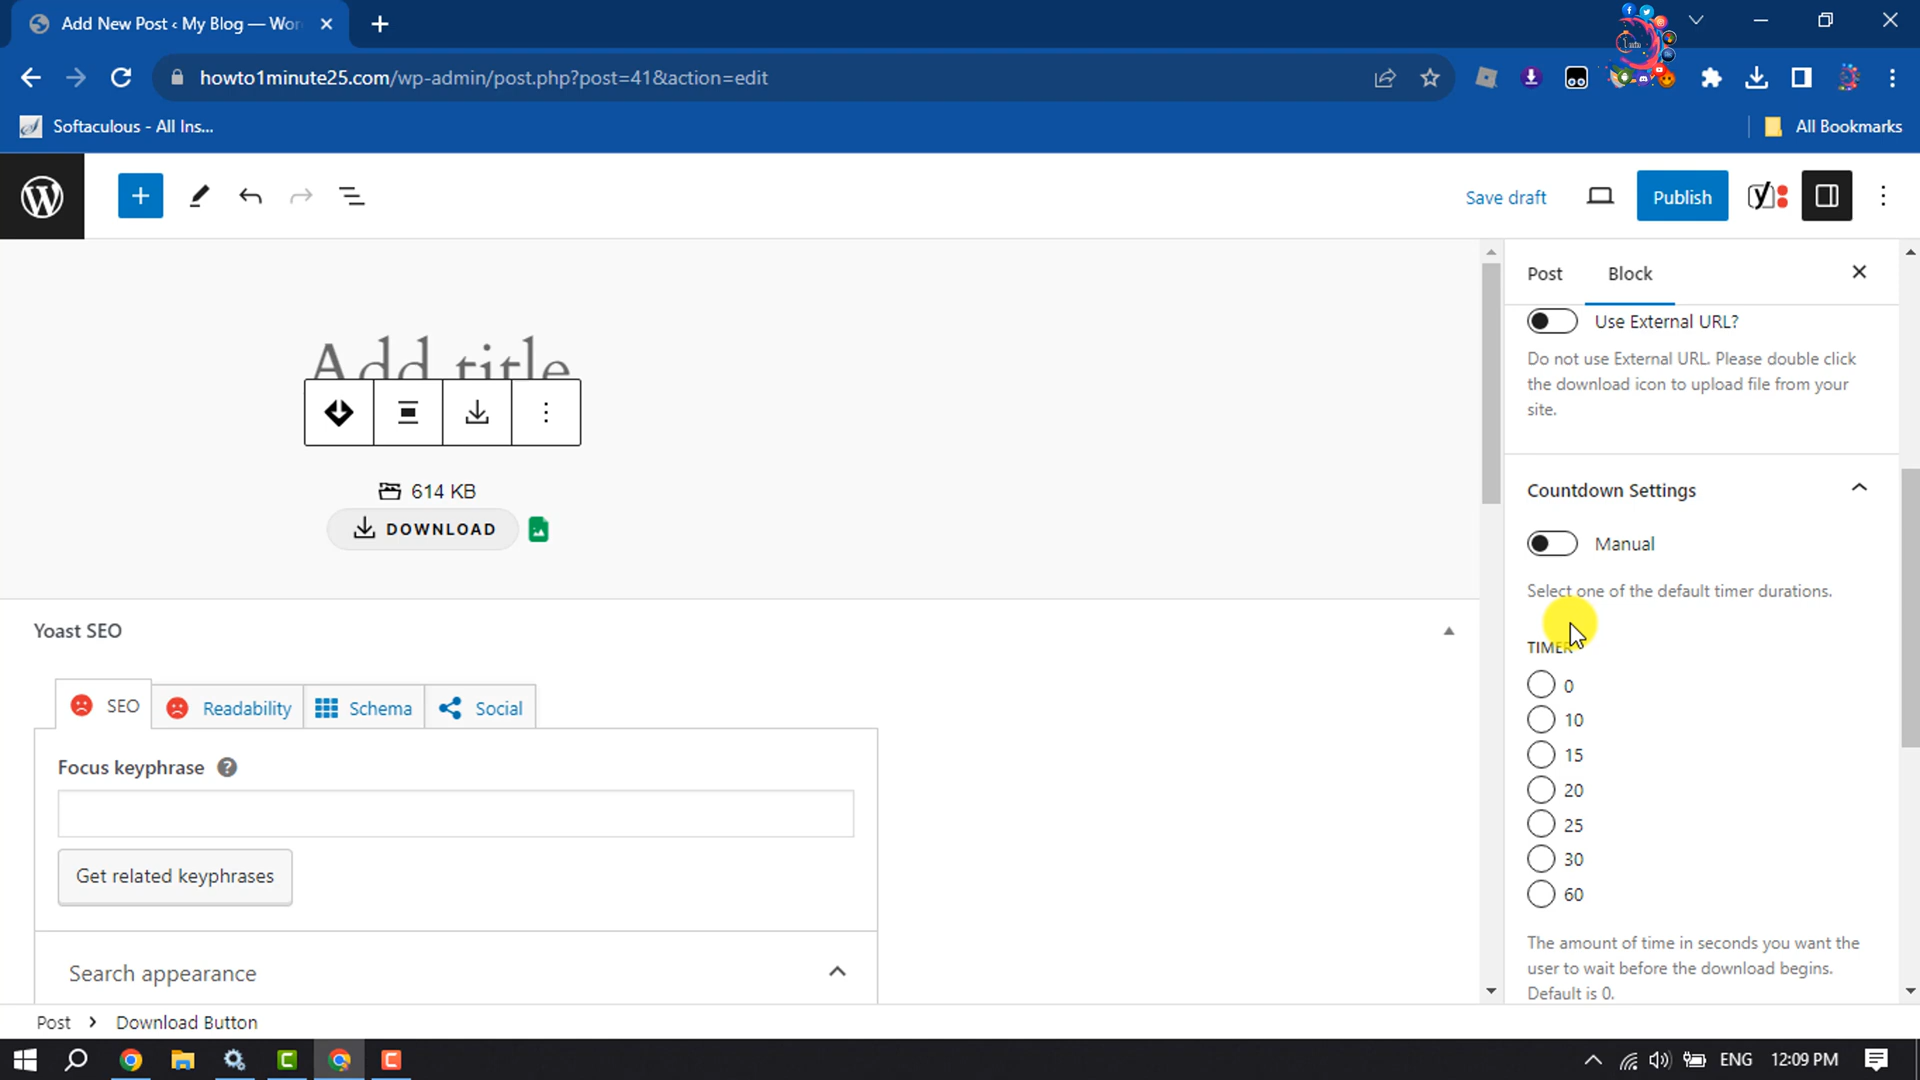 Add New Post ‹ My Blog — Wor
howto1minute25.com/wp-admin/post.php?post=41&action=edit
Softaculous - All Ins...
All Bookmarks
Save draft
Publish
Post
Block
Use External URL?
Do not use External URL. Please double click
the download icon to upload file from your
site.
Add title
614 KB
DOWNLOAD
Countdown Settings
Manual
Select one of the default timer durations.
TIMER
0
10
15
20
25
30
60
The amount of time in seconds you want the
user to wait before the download begins.
Default is 0.
Yoast SEO
SEO
Readability
Schema
Social
Focus keyphrase
Get related keyphrases
Search appearance
Post
Download Button
ENG
12:09 PM